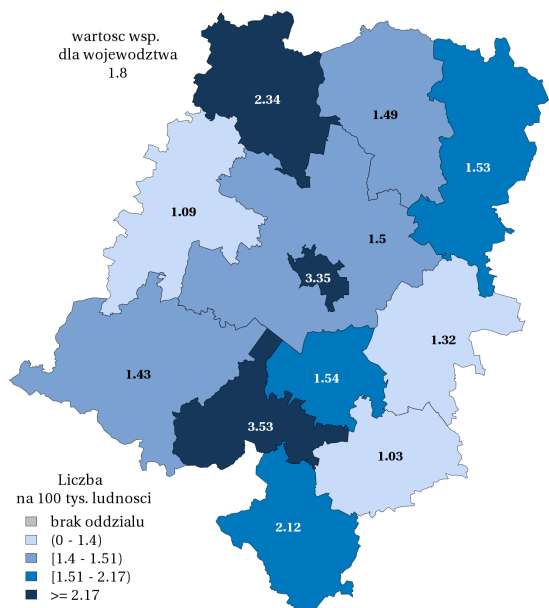 wartosc wsp.
dla wojewodztwa
1.8
2.34
1.49
1.53
1.09
1.5
3.35
1.32
1.43
1.54
3.53
1.03
2.12
Liczba
na 100 tys. ludnosci
brak oddzialu
(0 - 1.4)
[1.4 - 1.51)
[1.51 - 2.17)
>= 2.17